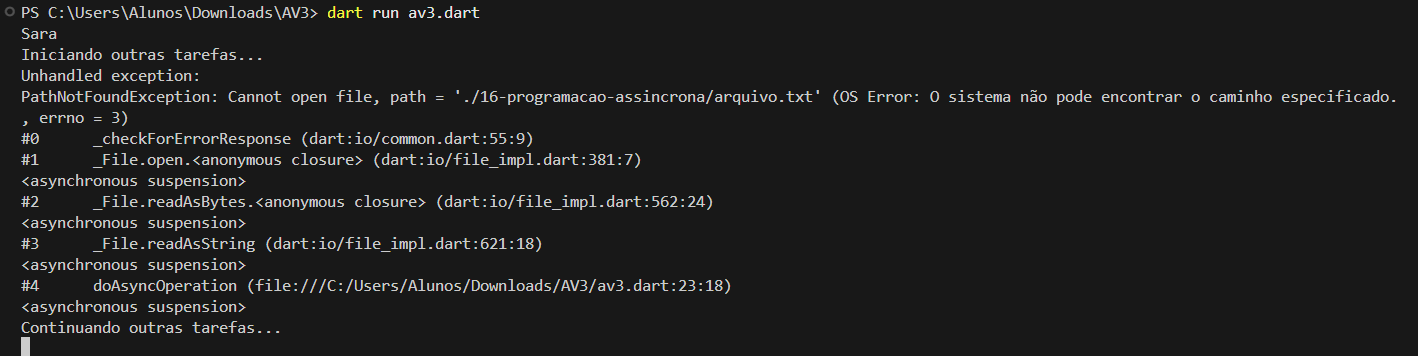 PS C:\Users\Alunos\Downloads\AV3> dart run av3.dart
Sara
Iniciando outras tarefas...
Unhandled exception:
PathNotFoundException: Cannot open file, path = './16-programacao-assincrona/arquivo.txt' (OS Error: O sistema não pode encontrar o caminho especificado.
, errno = 3)
#0      _checkForErrorResponse (dart:io/common.dart:55:9)
#1      _File.open.<anonymous closure> (dart:io/file_impl.dart:381:7)
<asynchronous suspension>
#2      _File.readAsBytes.<anonymous closure> (dart:io/file_impl.dart:562:24)
<asynchronous suspension>
#3      _File.readAsString (dart:io/file_impl.dart:621:18)
<asynchronous suspension>
#4      doAsyncOperation (file:///C:/Users/Alunos/Downloads/AV3/av3.dart:23:18)
<asynchronous suspension>
Continuando outras tarefas...